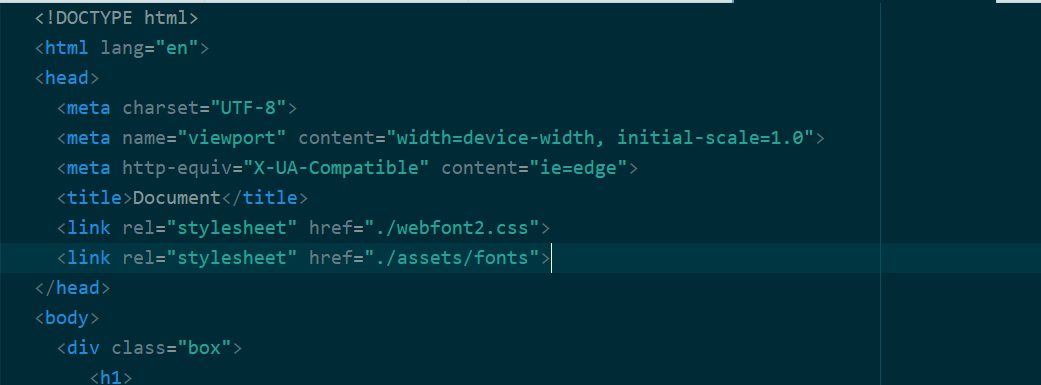 <!DOCTYPE html>
<html lang="en">
<head>
<meta charset="UTF-8">
<meta name="viewport" content="width=device-width, initial-scale=1.0">
<meta http-equiv="X-UA-Compatible" content="ie=edge">
<title>Document</title>
<link rel="stylesheet" href="./webfont2.css">
<link rel="stylesheet" href="./assets/fonts">
</head>
<body>
<div class="box">
<h1>